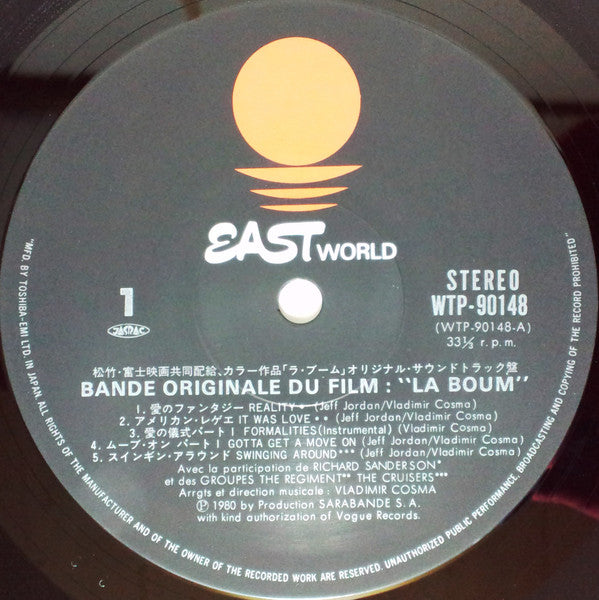 EAST WORLD
1
JASRAC
STEREO
WTP-90148
(WTP-90148-A)
33⅓ r.p.m.
松竹・富士映画共同配給、カラー作品「ラ・ブーム」オリジナル・サウンドトラック盤
BANDE ORIGINALE DU FILM : "LA BOUM"
1. 愛のファンタジー REALITY * (Jeff Jordan/Vladimir Cosma)
2. アメリカン・レゲエ IT WAS LOVE ** (Jeff Jordan/Vladimir Cosma)
3. 愛の儀式パートI FORMALITIES(Instrumental) (Vladimir Cosma)
4. ムーブ・オン・パートI GOTTA GET A MOVE ON (Jeff Jordan/Vladimir Cosma)
5. スインギン・アラウンド SWINGING AROUND*** (Jeff Jordan/Vladimir Cosma)
Avec la participation de RICHARD SANDERSON*
et des GROUPES THE REGIMENT** THE CRUISERS***
Arrgts et direction musicale : VLADIMIR COSMA
Ⓟ 1980 by Production SARABANDE S.A.
with kind authorization of Vogue Records.
"MFD. BY TOSHIBA-EMI LTD. IN JAPAN ALL RIGHTS OF THE MANUFACTURER AND OF THE OWNER OF THE RECORDED WORK ARE RESERVED. UNAUTHORIZED PUBLIC PERFORMANCE, BROADCASTING AND COPYING OF THE RECORD PROHIBITED"